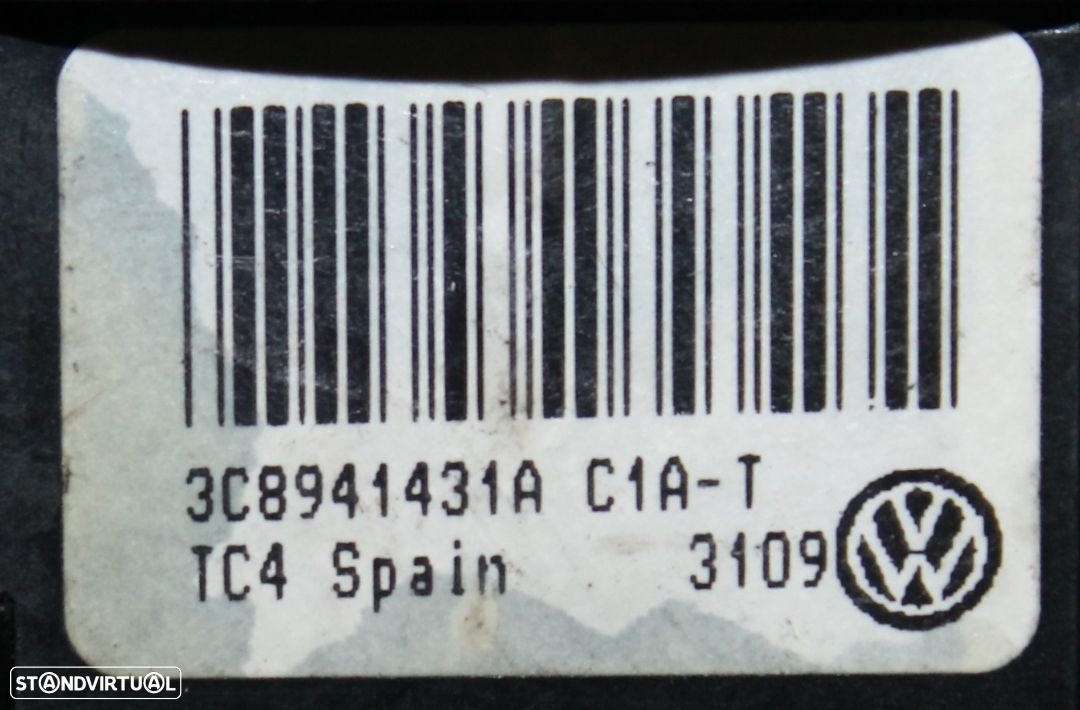 3C8941431A C1A-T
TC4 Spain 3109
STANDVIRTUAL